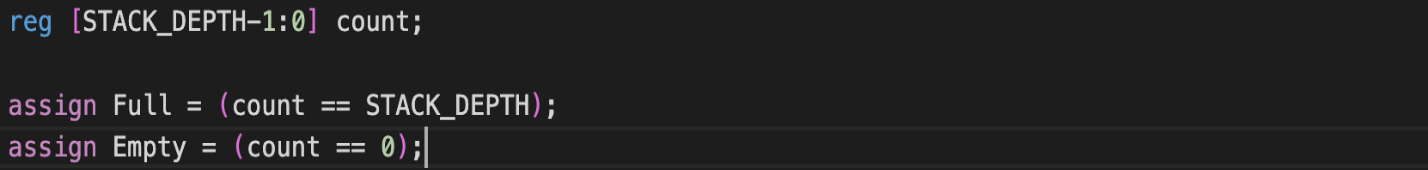 reg [STACK_DEPTH-1:0] count;
assign Full = (count == STACK_DEPTH);
assign Empty = (count == 0);